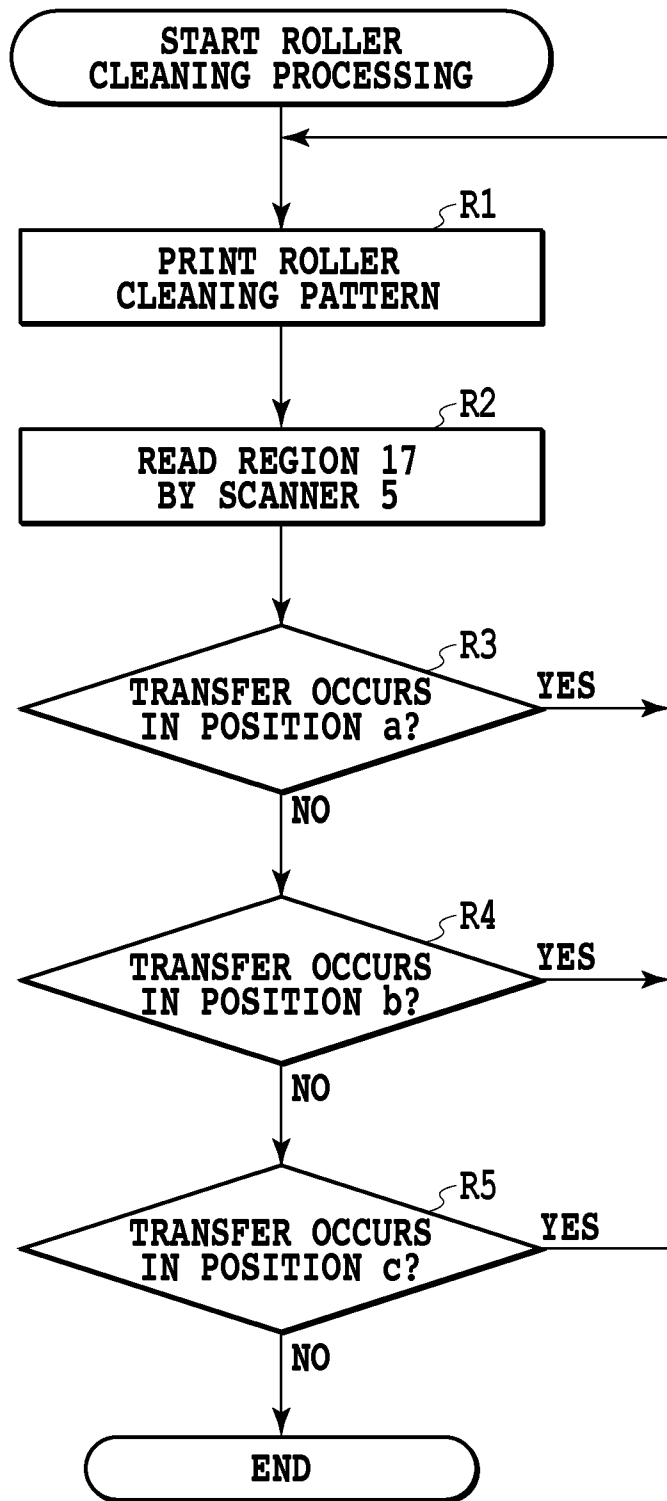 START ROLLER
CLEANING PROCESSING
R1
PRINT ROLLER
CLEANING PATTERN
R2
READ REGION 17
BY SCANNER 5
R3
TRANSFER OCCURS
IN POSITION a?
YES
NO
R4
TRANSFER OCCURS
IN POSITION b?
YES
NO
R5
TRANSFER OCCURS
IN POSITION c?
YES
NO
END